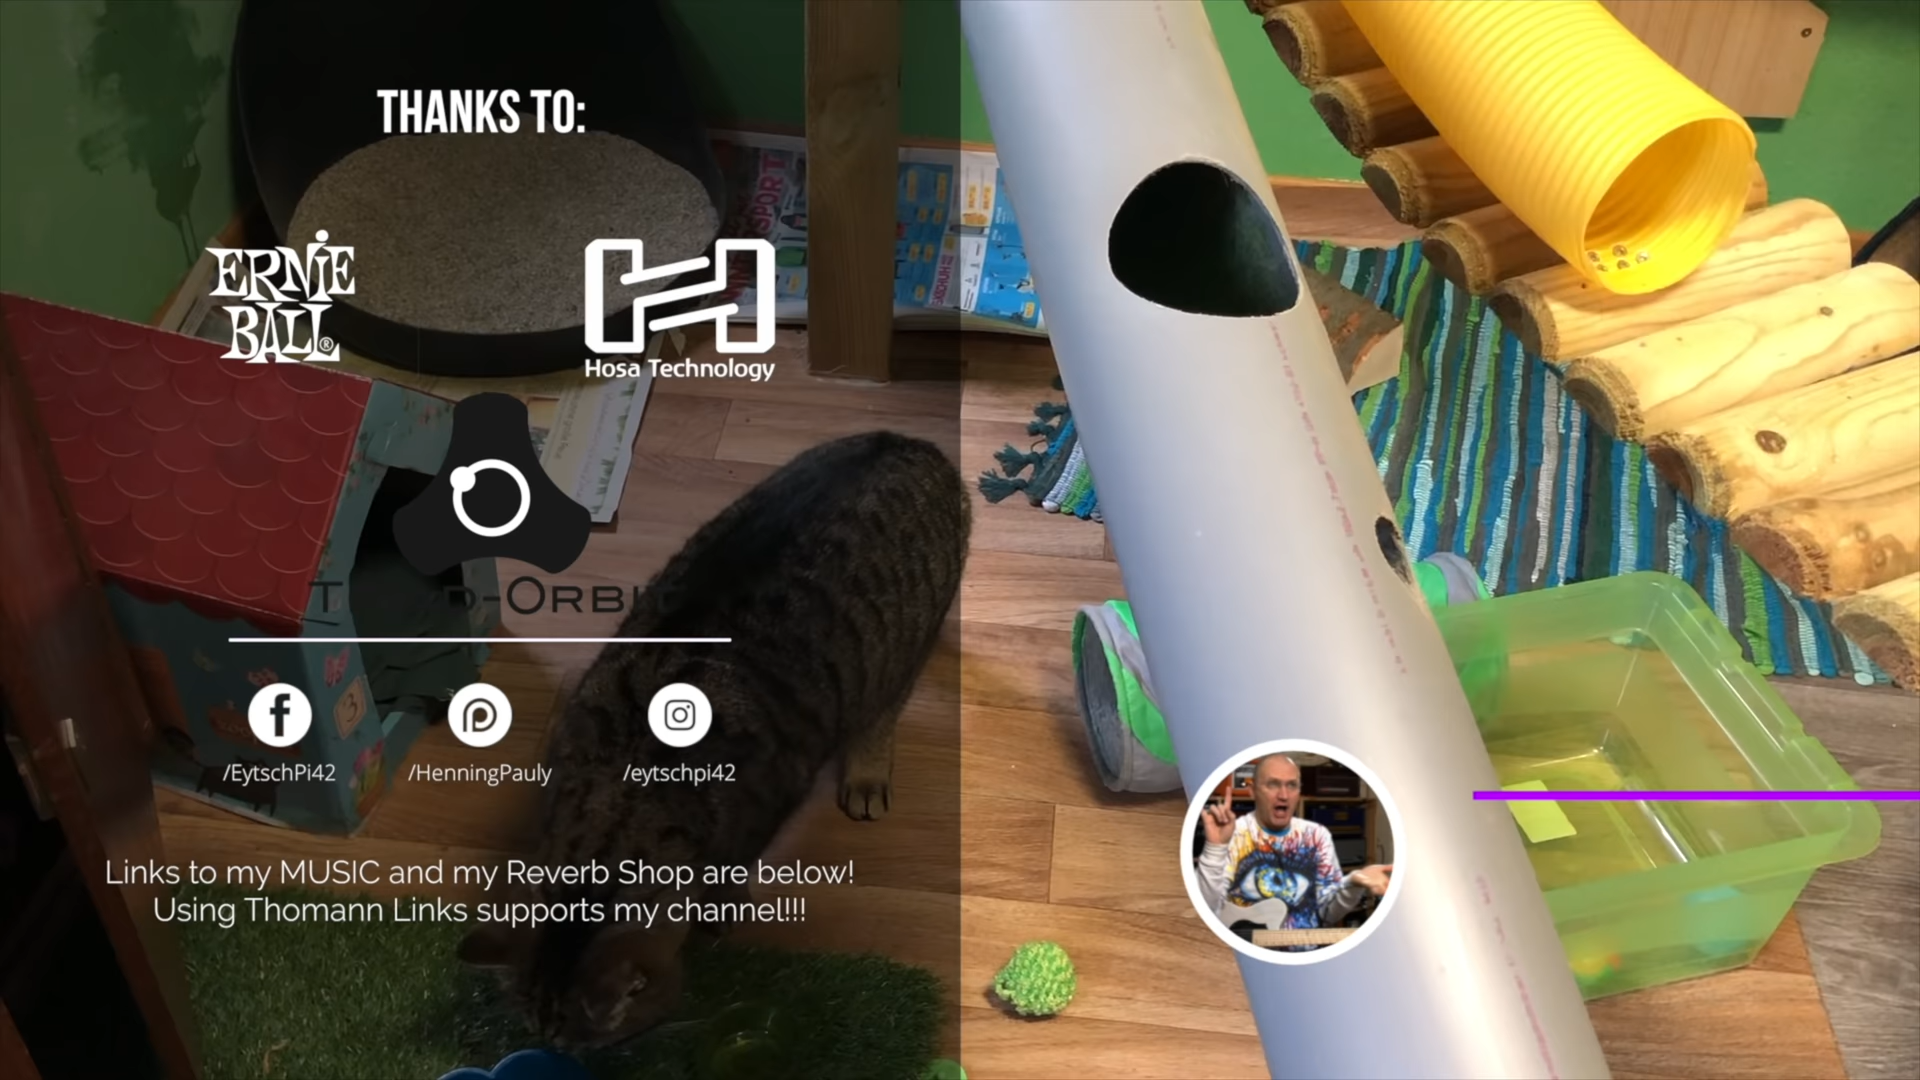 THANKS TO:
ERNIE
BALL®
Hosa Technology
SPORT
/EytschPi42
/HenningPauly
/eytschpi42
Links to my MUSIC and my Reverb Shop are below!
Using Thomann Links supports my channel!!!